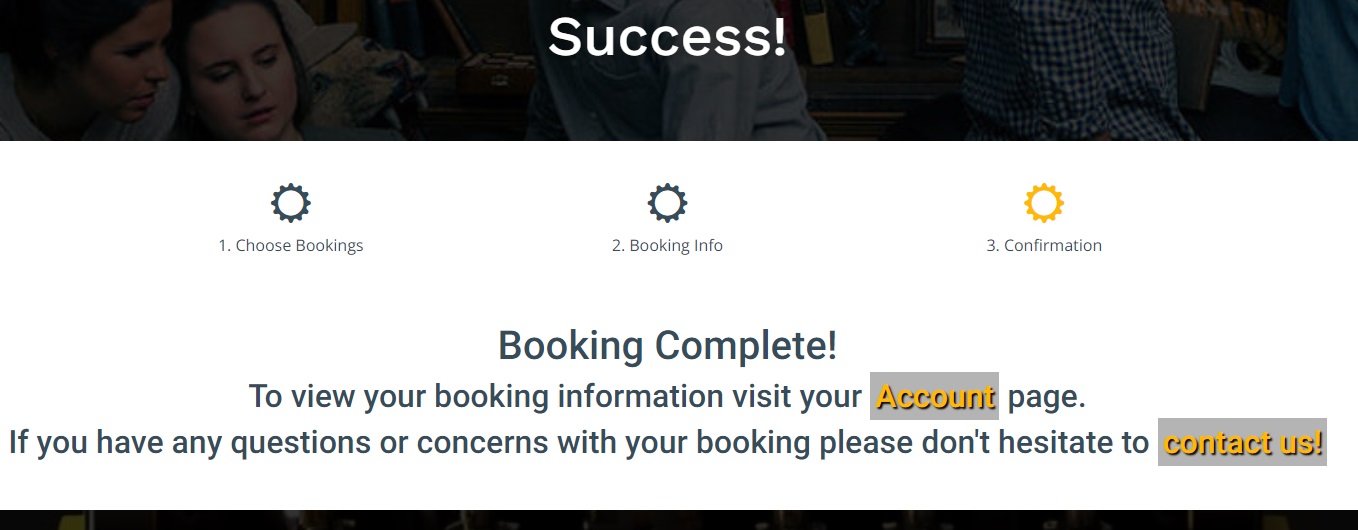 Success!
1. Choose Bookings
2. Booking Info
3. Confirmation
Booking Complete!
To view your booking information visit your Account page.
If you have any questions or concerns with your booking please don't hesitate to contact us!